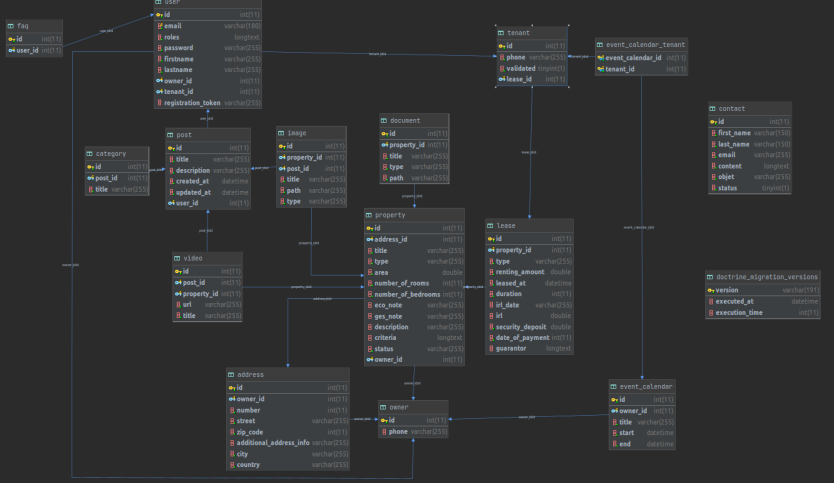 user
id int(11)
email varchar(180)
roles longtext
password varchar(255)
firstname varchar(255)
lastname varchar(255)
owner_id int(11)
tenant_id int(11)
registration_token varchar(255)
faq
id int(11)
user_id int(11)
tenant
id int(11)
phone varchar(255)
validated tinyint(1)
lease_id int(11)
event_calendar_tenant
event_calendar_id int(11)
tenant_id int(11)
contact
id int(11)
first_name varchar(150)
last_name varchar(150)
email varchar(255)
content longtext
objet varchar(255)
status tinyint(1)
category
id int(11)
post_id int(11)
title varchar(255)
post
id int(11)
title varchar(255)
description varchar(255)
created_at datetime
updated_at datetime
user_id int(11)
image
id int(11)
property_id int(11)
post_id int(11)
title varchar(255)
path varchar(255)
type varchar(255)
document
id int(11)
property_id int(11)
title varchar(255)
type varchar(255)
path varchar(255)
property
id int(11)
address_id int(11)
title varchar(255)
type varchar(255)
area double
number_of_rooms int(11)
number_of_bedrooms int(11)
eco_note varchar(255)
ges_note varchar(255)
description varchar(255)
criteria longtext
status varchar(255)
owner_id int(11)
lease
id int(11)
property_id int(11)
type varchar(255)
renting_amount double
leased_at datetime
duration int(11)
irl_date varchar(255)
irl double
security_deposit double
date_of_payment int(11)
guarantor longtext
video
id int(11)
post_id int(11)
property_id int(11)
url varchar(255)
title varchar(255)
doctrine_migration_versions
version varchar(191)
executed_at datetime
execution_time int(11)
address
id int(11)
owner_id int(11)
number int(11)
street varchar(255)
zip_code int(11)
additional_address_info varchar(255)
city varchar(255)
country varchar(255)
owner
id int(11)
phone varchar(255)
event_calendar
id int(11)
owner_id int(11)
title varchar(255)
start datetime
end datetime